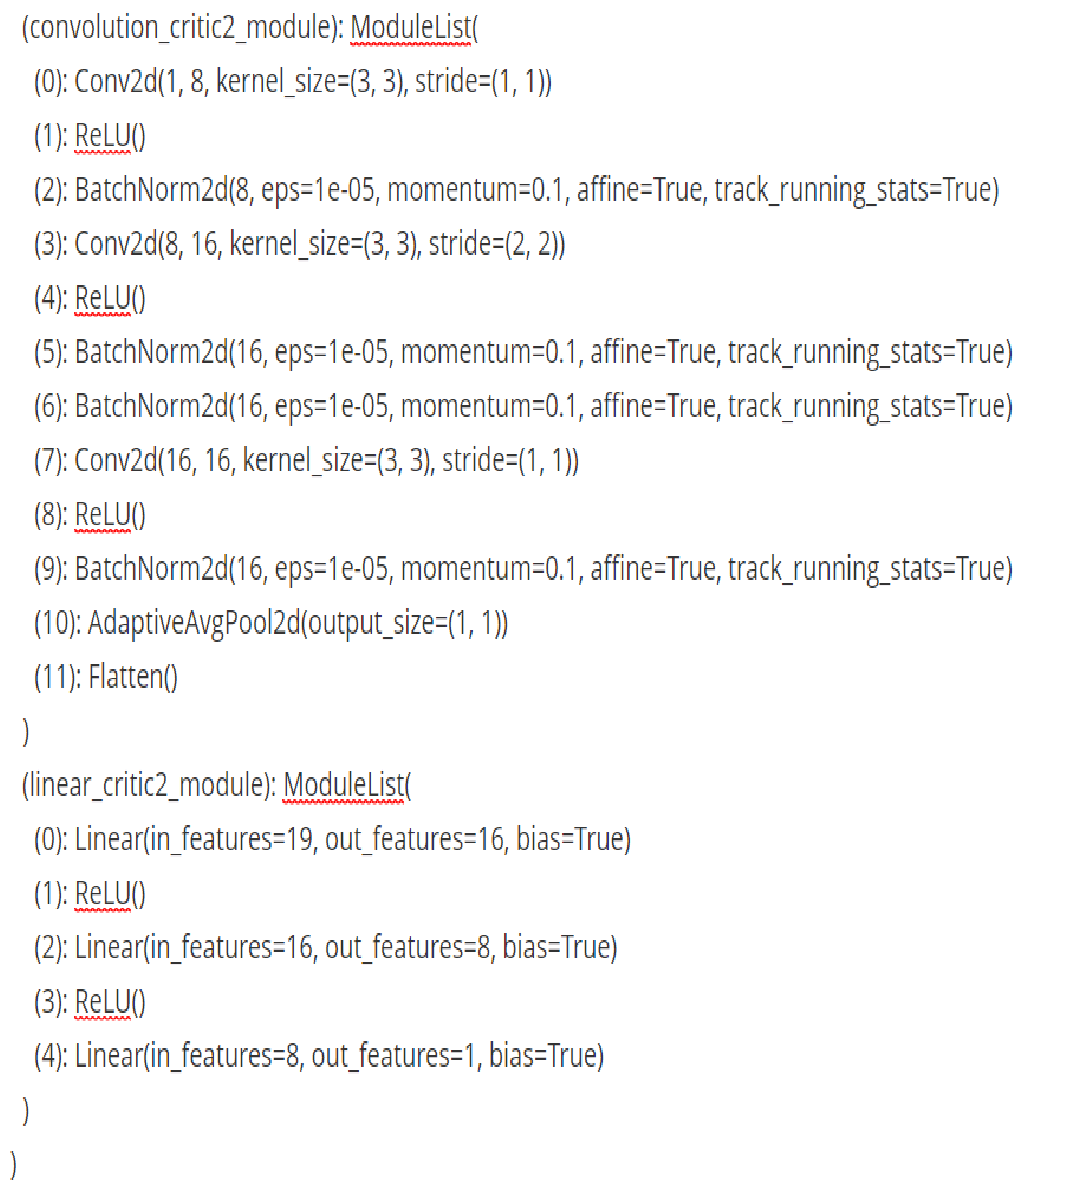 (convolution_critic2_module): ModuleList(
(0): Conv2d(1, 8, kernel_size=(3, 3), stride=(1, 1))
(1): ReLU()
(2): BatchNorm2d(8, eps=1e-05, momentum=0.1, affine=True, track_running_stats=True)
(3): Conv2d(8, 16, kernel_size=(3, 3), stride=(2, 2))
(4): ReLU()
(5): BatchNorm2d(16, eps=1e-05, momentum=0.1, affine=True, track_running_stats=True)
(6): BatchNorm2d(16, eps=1e-05, momentum=0.1, affine=True, track_running_stats=True)
(7): Conv2d(16, 16, kernel_size=(3, 3), stride=(1, 1))
(8): ReLU()
(9): BatchNorm2d(16, eps=1e-05, momentum=0.1, affine=True, track_running_stats=True)
(10): AdaptiveAvgPool2d(output_size=(1, 1))
(11): Flatten()
)
(linear_critic2_module): ModuleList(
(0): Linear(in_features=19, out_features=16, bias=True)
(1): ReLU()
(2): Linear(in_features=16, out_features=8, bias=True)
(3): ReLU()
(4): Linear(in_features=8, out_features=1, bias=True)
)
)